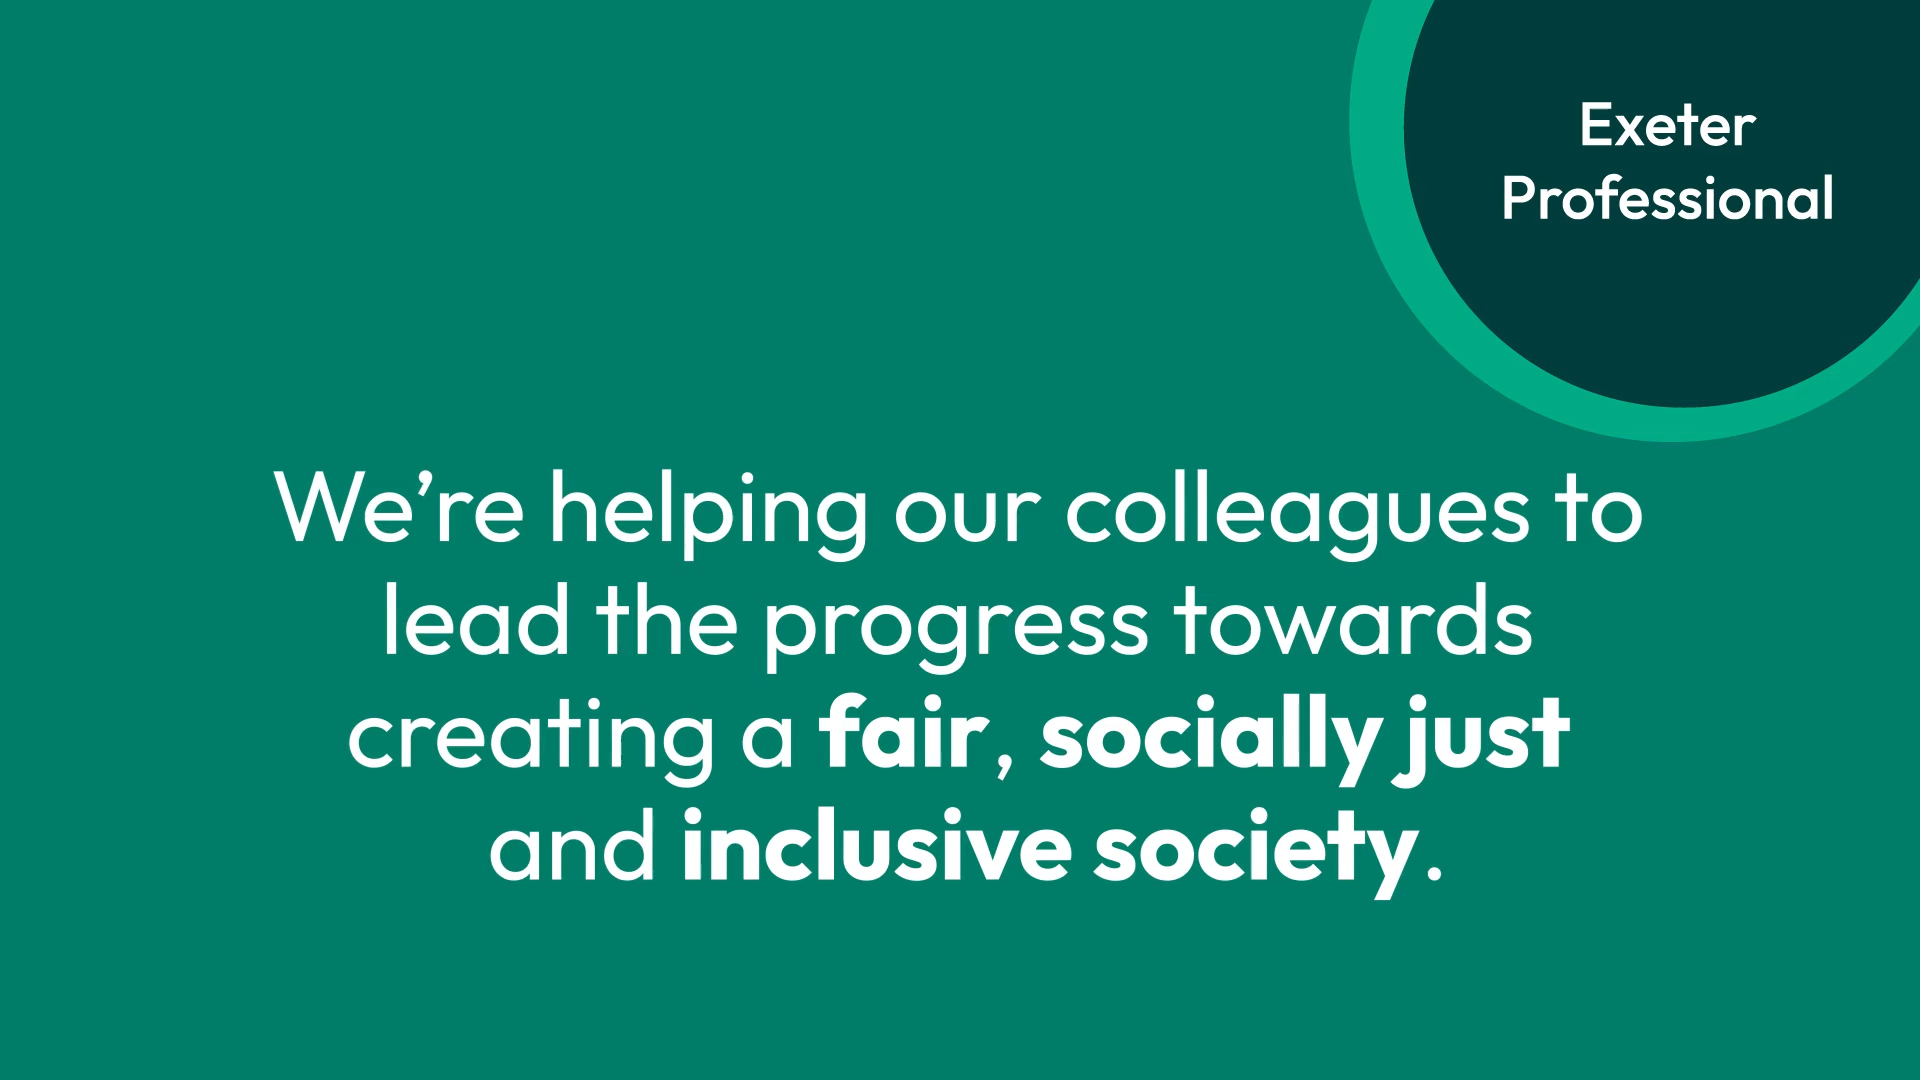 Exeter
Professional
We’re helping our colleagues to
lead the progress towards
creating a fair, socially just
and inclusive society.